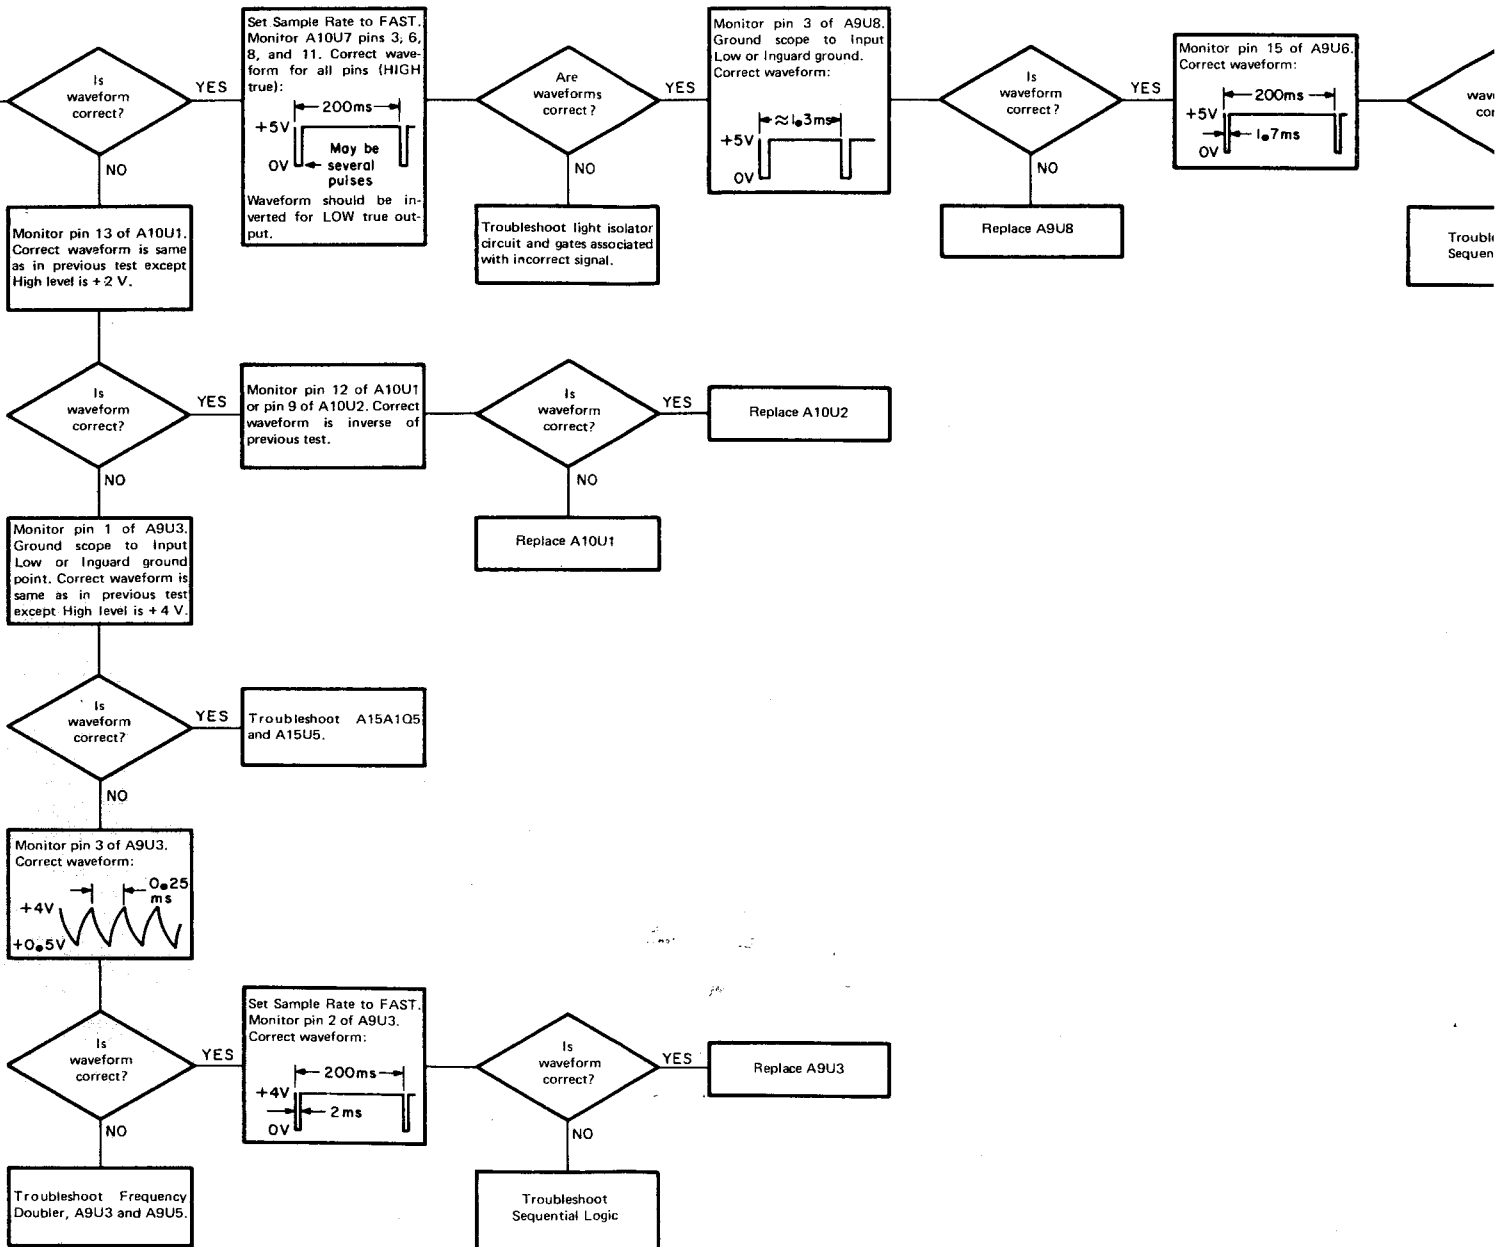 Is
waveform
correct?
YES
NO
Set Sample Rate to FAST.
Monitor A10U7 pins 3, 6,
8, and 11. Correct wave-
form for all pins (HIGH
true):
200ms
+5V
0V
May be
several
pulses
Waveform should be in-
verted for LOW true out-
put.
Are
waveforms
correct?
YES
NO
Troubleshoot light isolator
circuit and gates associated
with incorrect signal.
Monitor pin 3 of A9U8.
Ground scope to Input
Low or Inguard ground.
Correct waveform:
≈1.3ms
+5V
0V
Is
waveform
correct?
YES
NO
Replace A9U8
Monitor pin 15 of A9U6.
Correct waveform:
200ms
+5V
1.7ms
0V
Monitor pin 13 of A10U1.
Correct waveform is same
as in previous test except
High level is + 2 V.
Is
waveform
correct?
YES
NO
Monitor pin 12 of A10U1
or pin 9 of A10U2. Correct
waveform is inverse of
previous test.
Is
waveform
correct?
YES
NO
Replace A10U2
Replace A10U1
Monitor pin 1 of A9U3.
Ground scope to Input
Low or Inguard ground
point. Correct waveform is
same as in previous test
except High level is + 4 V.
Is
waveform
correct?
YES
NO
Troubleshoot A15A1Q5
and A15U5.
Monitor pin 3 of A9U3.
Correct waveform:
0.25
ms
+4V
+0.5V
Is
waveform
correct?
YES
NO
Set Sample Rate to FAST.
Monitor pin 2 of A9U3.
Correct waveform:
200ms
+4V
2ms
0V
Is
waveform
correct?
YES
NO
Replace A9U3
Troubleshoot Frequency
Doubler, A9U3 and A9U5.
Troubleshoot
Sequential Logic